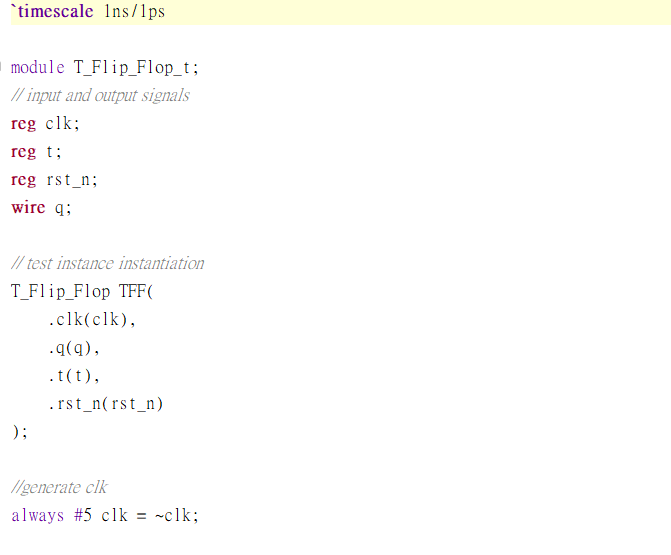 `timescale 1ns/1ps
module T_Flip_Flop_t;
// input and output signals
reg clk;
reg t;
reg rst_n;
wire q;
// test instance instantiation
T_Flip_Flop TFF(
.clk(clk),
.q(q),
.t(t),
.rst_n(rst_n)
);
//generate clk
always #5 clk = ~clk;